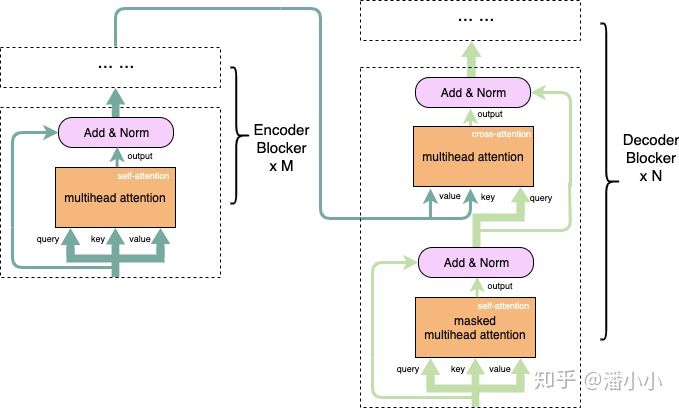 ... ...
Add & Norm
output
self-attention
multihead attention
query
key
value
Encoder
Blocker
x M
... ...
Add & Norm
output
cross-attention
multihead attention
value
key
query
Add & Norm
output
self-attention
masked
multihead attention
query
key
value
Decoder
Blocker
x N
知乎 @潘小小